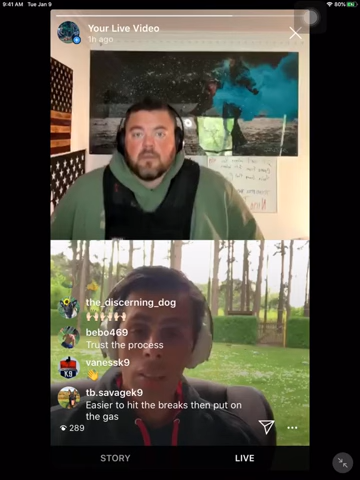 9:41 AM Tue Jan 9
80%
Your Live Video
1h ago
the_discerning_dog
bebo469
Trust the process
vanessk9
K9
tb.savagek9
Easier to hit the breaks then put on
the gas
289
STORY
LIVE